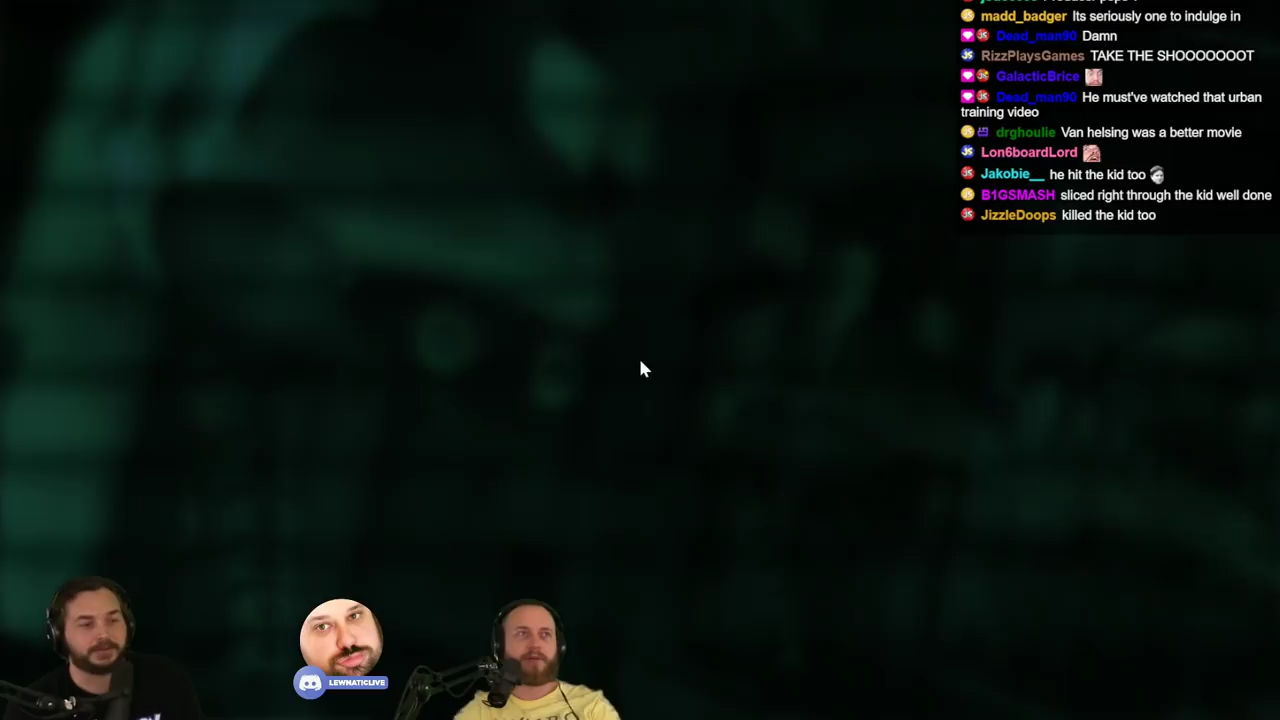 madd_badger Its seriously one to indulge in
Dead_man90 Damn
RizzPlaysGames TAKE THE SHOOOOOOOT
GalacticBrice
Dead_man90 He must've watched that urban
training video
drghoulie Van helsing was a better movie
Lon6boardLord
Jakobie__ he hit the kid too
B1GSMASH sliced right through the kid well done
JizzleDoops killed the kid too
LEWNATICLIVE